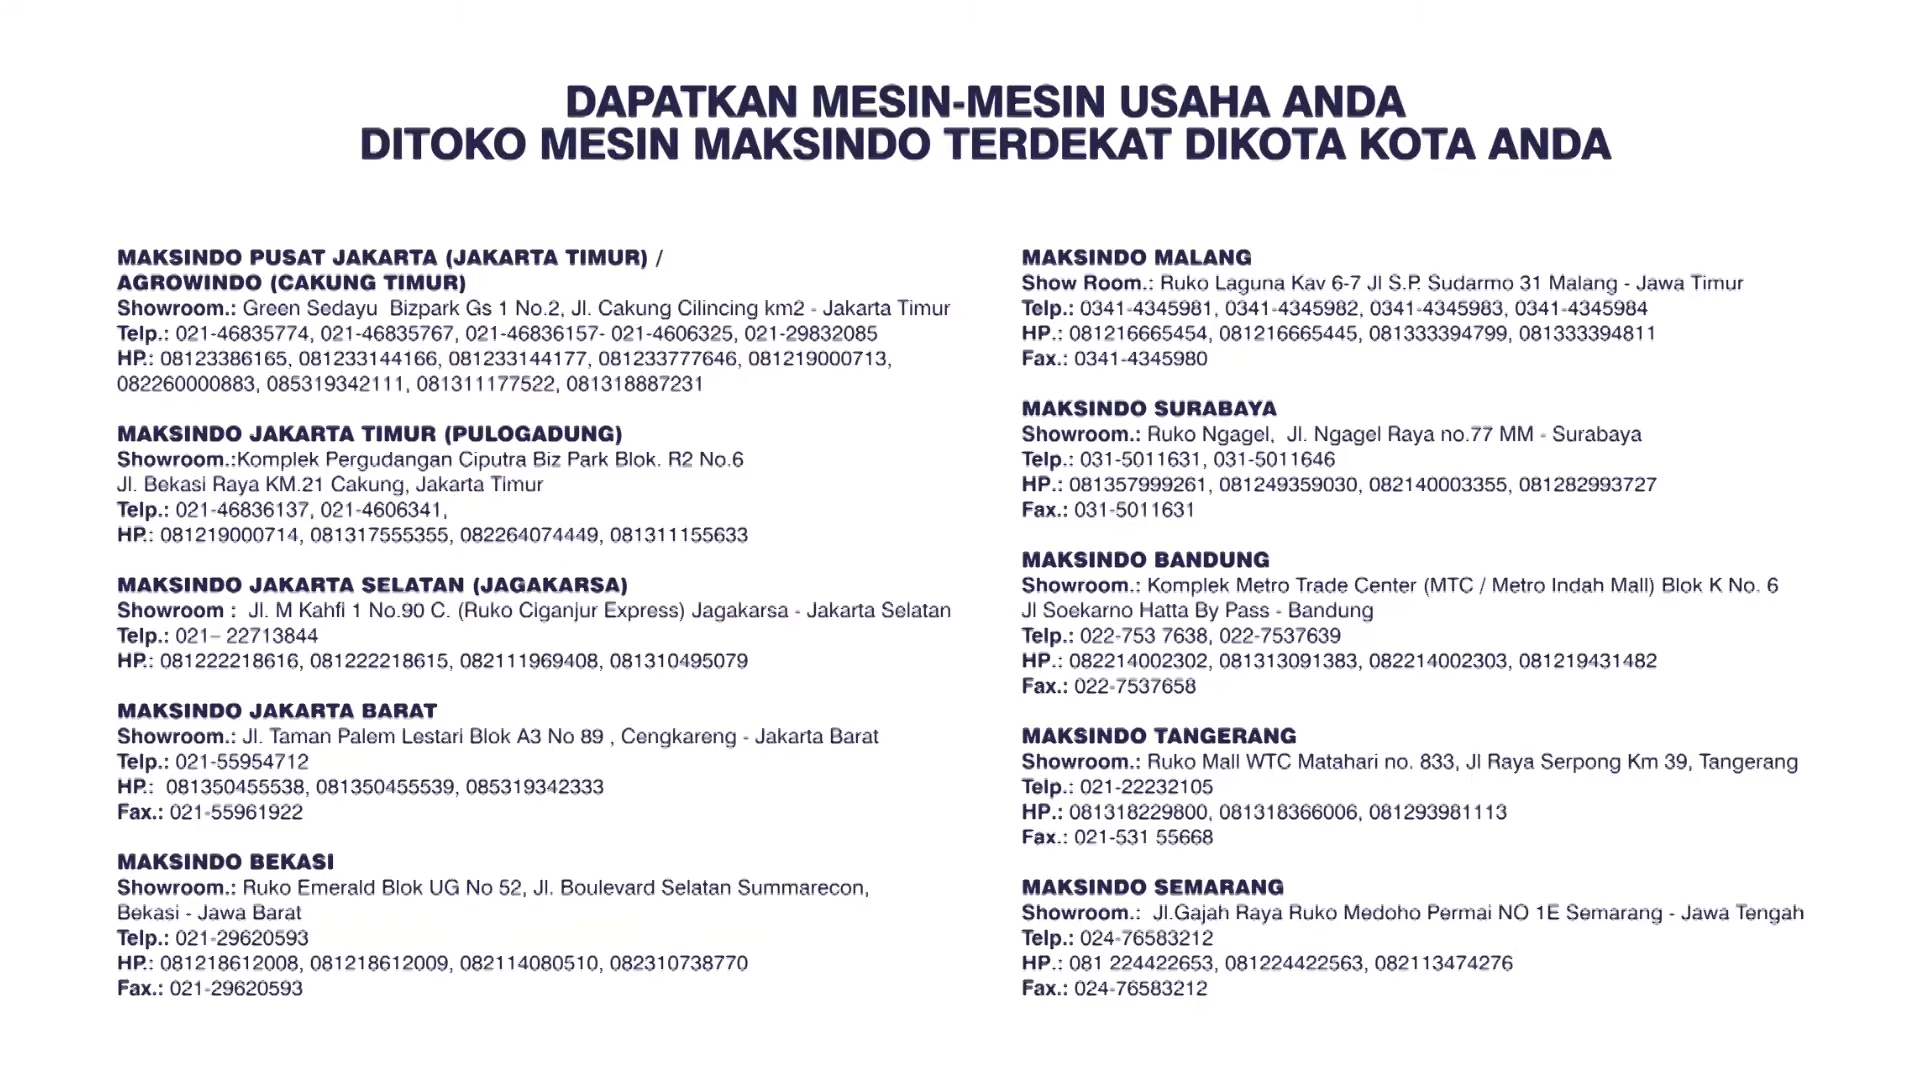 DAPATKAN MESIN-MESIN USAHA ANDA
DITOKO MESIN MAKSINDO TERDEKAT DIKOTA KOTA ANDA
MAKSINDO PUSAT JAKARTA (JAKARTA TIMUR) /
AGROWINDO (CAKUNG TIMUR)
Showroom.: Green Sedayu  Bizpark Gs 1 No.2, Jl. Cakung Cilincing km2 - Jakarta Timur
Telp.: 021-46835774, 021-46835767, 021-46836157- 021-4606325, 021-29832085
HP.: 08123386165, 081233144166, 081233144177, 081233777646, 081219000713,
082260000883, 085319342111, 081311177522, 081318887231
MAKSINDO JAKARTA TIMUR (PULOGADUNG)
Showroom.:Komplek Pergudangan Ciputra Biz Park Blok. R2 No.6
Jl. Bekasi Raya KM.21 Cakung, Jakarta Timur
Telp.: 021-46836137, 021-4606341,
HP.: 081219000714, 081317555355, 082264074449, 081311155633
MAKSINDO JAKARTA SELATAN (JAGAKARSA)
Showroom :  Jl. M Kahfi 1 No.90 C. (Ruko Ciganjur Express) Jagakarsa - Jakarta Selatan
Telp.: 021– 22713844
HP.: 081222218616, 081222218615, 082111969408, 081310495079
MAKSINDO JAKARTA BARAT
Showroom.: Jl. Taman Palem Lestari Blok A3 No 89 , Cengkareng - Jakarta Barat
Telp.: 021-55954712
HP.:  081350455538, 081350455539, 085319342333
Fax.: 021-55961922
MAKSINDO BEKASI
Showroom.: Ruko Emerald Blok UG No 52, Jl. Boulevard Selatan Summarecon,
Bekasi - Jawa Barat
Telp.: 021-29620593
HP.: 081218612008, 081218612009, 082114080510, 082310738770
Fax.: 021-29620593
MAKSINDO MALANG
Show Room.: Ruko Laguna Kav 6-7 Jl S.P. Sudarmo 31 Malang - Jawa Timur
Telp.: 0341-4345981, 0341-4345982, 0341-4345983, 0341-4345984
HP.: 081216665454, 081216665445, 081333394799, 081333394811
Fax.: 0341-4345980
MAKSINDO SURABAYA
Showroom.: Ruko Ngagel,  Jl. Ngagel Raya no.77 MM - Surabaya
Telp.: 031-5011631, 031-5011646
HP.: 081357999261, 081249359030, 082140003355, 081282993727
Fax.: 031-5011631
MAKSINDO BANDUNG
Showroom.: Komplek Metro Trade Center (MTC / Metro Indah Mall) Blok K No. 6
Jl Soekarno Hatta By Pass - Bandung
Telp.: 022-753 7638, 022-7537639
HP.: 082214002302, 081313091383, 082214002303, 081219431482
Fax.: 022-7537658
MAKSINDO TANGERANG
Showroom.: Ruko Mall WTC Matahari no. 833, Jl Raya Serpong Km 39, Tangerang
Telp.: 021-22232105
HP.: 081318229800, 081318366006, 081293981113
Fax.: 021-531 55668
MAKSINDO SEMARANG
Showroom.:  Jl.Gajah Raya Ruko Medoho Permai NO 1E Semarang - Jawa Tengah
Telp.: 024-76583212
HP.: 081 224422653, 081224422563, 082113474276
Fax.: 024-76583212